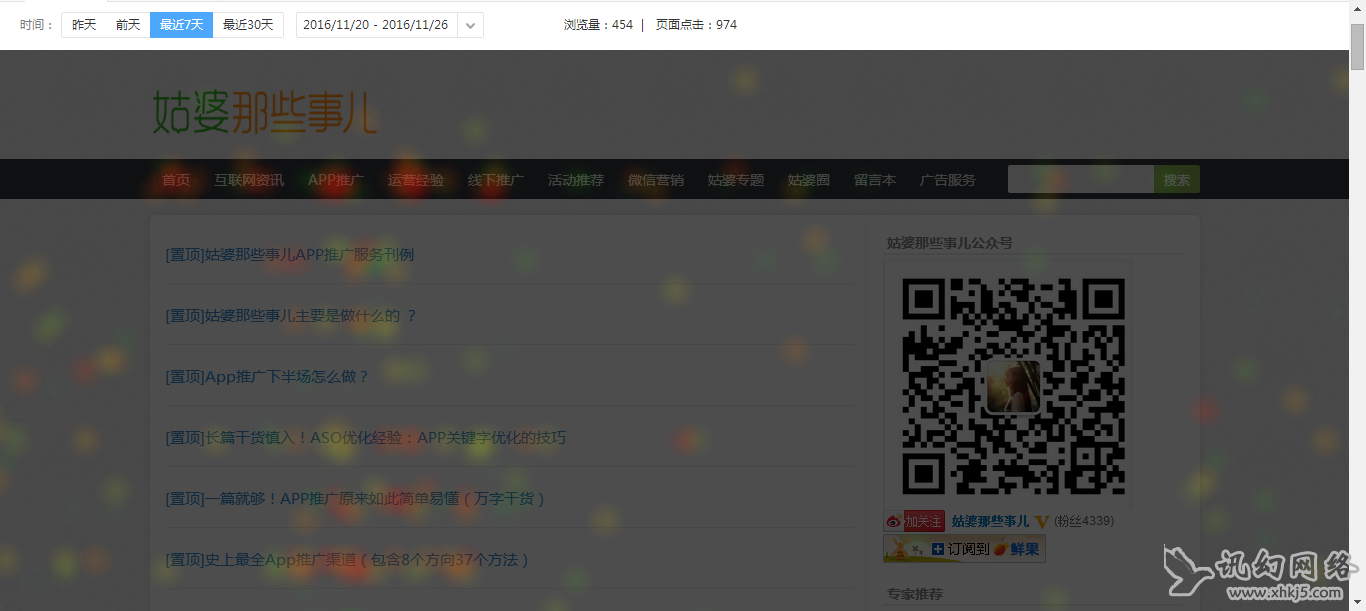 时间： 昨天 前天 最近7天 最近30天 2016/11/20 - 2016/11/26 浏览量：454 | 页面点击：974
姑婆那些事儿
首页 互联网资讯 APP推广 运营经验 线下推广 活动推荐 微信营销 姑婆专题 姑婆圈 留言本 广告服务 搜索
[置顶]姑婆那些事儿APP推广服务刊例
[置顶]姑婆那些事儿主要是做什么的 ？
[置顶]App推广下半场怎么做？
[置顶]长篇干货慎入！ASO优化经验：APP关键字优化的技巧
[置顶]一篇就够！APP推广原来如此简单易懂（万字干货）
[置顶]史上最全App推广渠道（包含8个方向37个方法）
姑婆那些事儿公众号
加关注 姑婆那些事儿 (粉丝4339)
订阅到 鲜果
专家推荐
讯幻网络
www.xhkj5.com